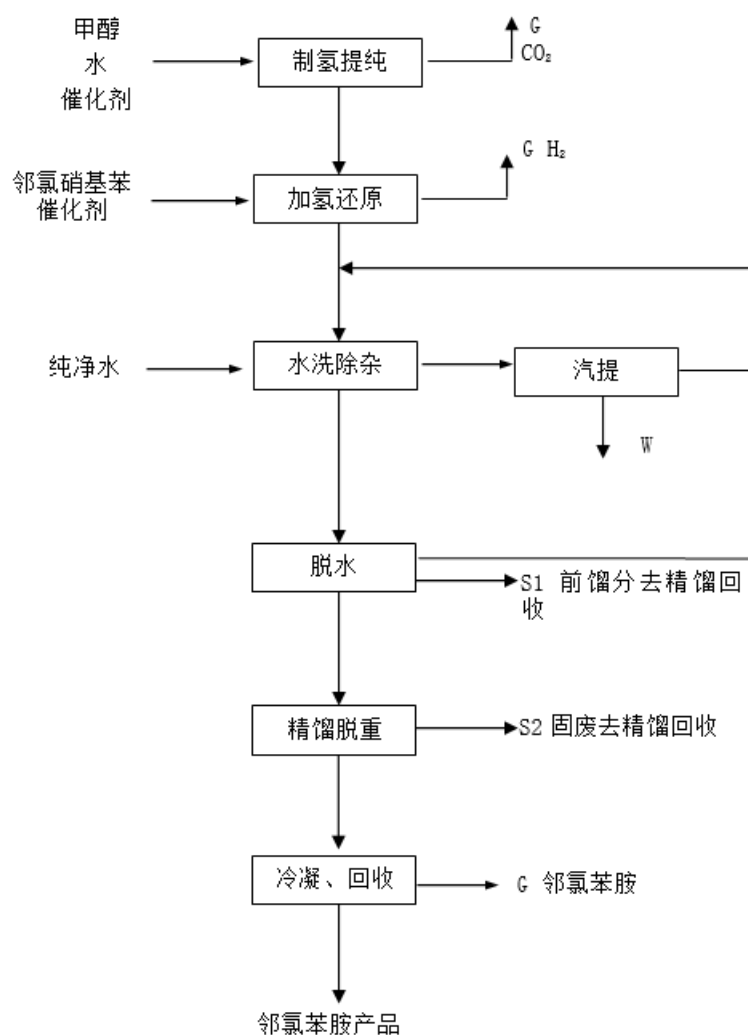 甲醇
水
催化剂
制氢提纯
G
CO₂
邻氯硝基苯
催化剂
加氢还原
G H₂
纯净水
水洗除杂
汽提
W
脱水
S1 前馏分去精馏回
收
精馏脱重
S2 固废去精馏回收
冷凝、回收
G 邻氯苯胺
邻氯苯胺产品